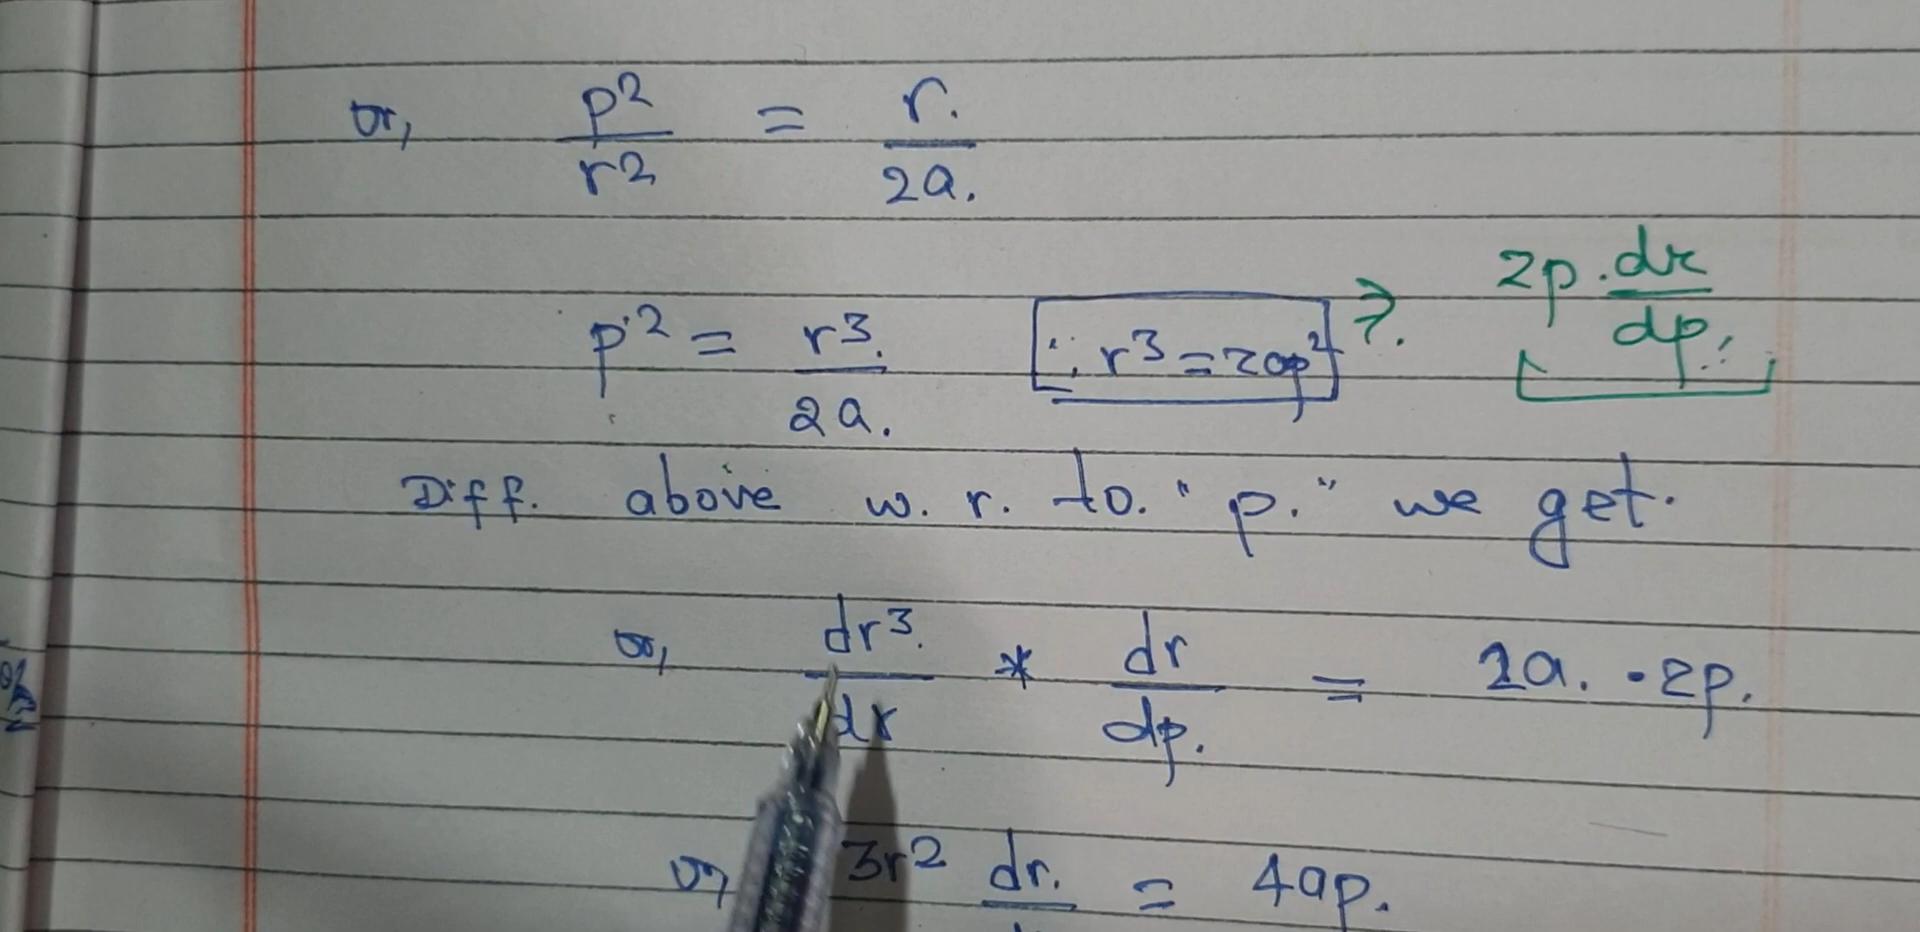 or, p²/r² = r./2a.
p² = r³./2a. ∴ r³ = 2ap² ⇒. 2p.dr/dp.
Diff. above w. r. to. "p." we get.
or, dr³./dr * dr/dp. = 2a. · 2p.
or 3r² dr. = 4ap.